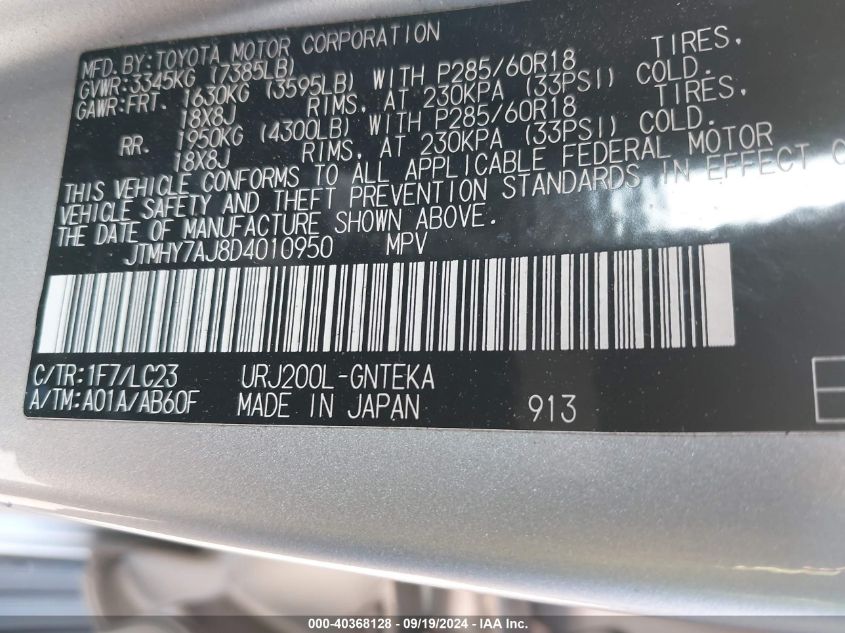 MFD. BY:TOYOTA MOTOR CORPORATION
GVWR:3345KG (7385LB)
GAWR:FRT. 1630KG (3595LB) WITH P285/60R18 TIRES,
18X8J RIMS, AT 230KPA (33PSI) COLD.
RR. 1950KG (4300LB) WITH P285/60R18 TIRES,
18X8J RIMS, AT 230KPA (33PSI) COLD.
THIS VEHICLE CONFORMS TO ALL APPLICABLE FEDERAL MOTOR
VEHICLE SAFETY AND THEFT PREVENTION STANDARDS IN EFFECT
THE DATE OF MANUFACTURE SHOWN ABOVE.
JTMHY7AJ8D4010950 MPV
C/TR:1F7/LC23 URJ200L-GNTEKA
A/TM:A01A/AB60F MADE IN JAPAN 913
000-40368128 - 09/19/2024 - IAAI.com